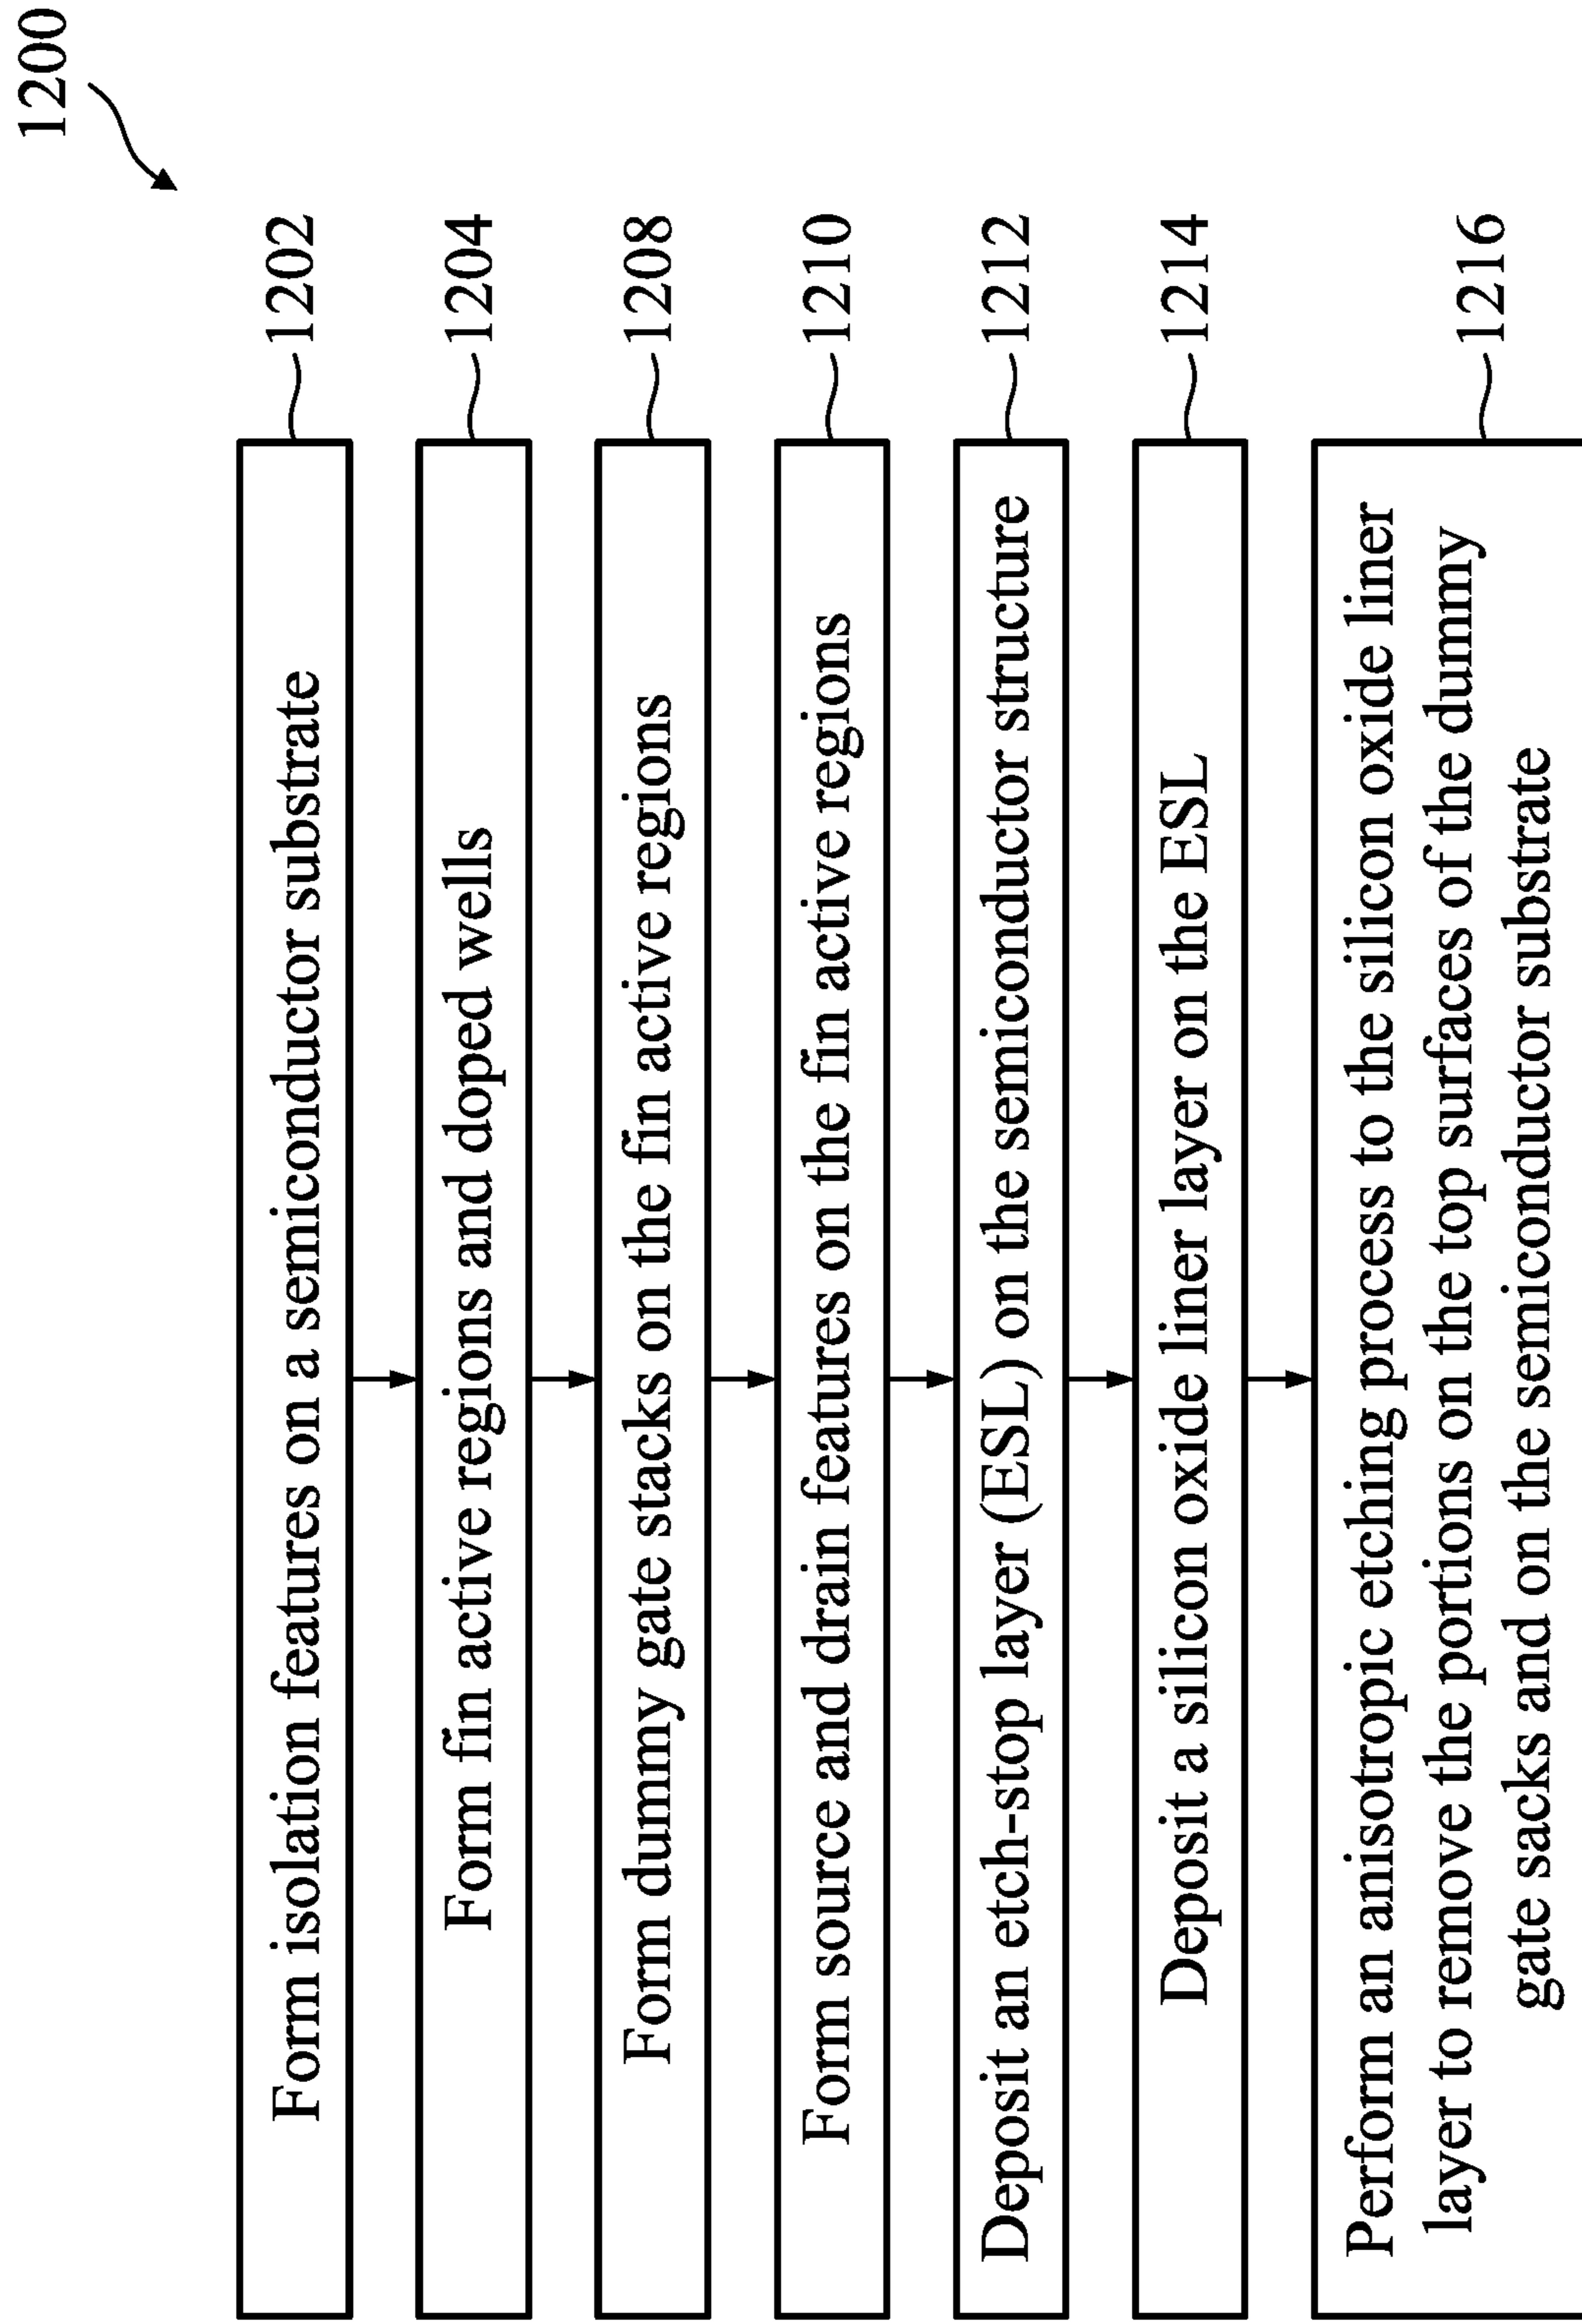 1200
Form isolation features on a semiconductor substrate
1202
Form fin active regions and doped wells
1204
Form dummy gate stacks on the fin active regions
1208
Form source and drain features on the fin active regions
1210
Deposit an etch-stop layer (ESL) on the semiconductor structure
1212
Deposit a silicon oxide liner layer on the ESL
1214
Perform an anisotropic etching process to the silicon oxide liner
layer to remove the portions on the top surfaces of the dummy
gate sacks and on the semiconductor substrate
1216